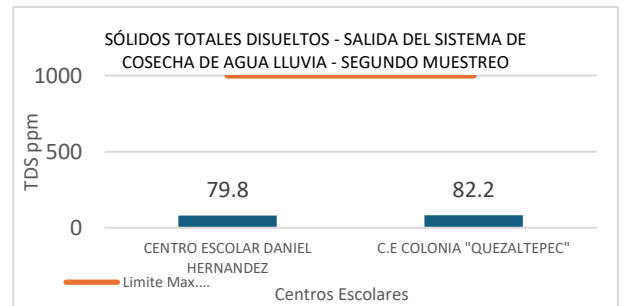 SÓLIDOS TOTALES DISUELTOS - SALIDA DEL SISTEMA DE
COSECHA DE AGUA LLUVIA - SEGUNDO MUESTREO
1000
500
0
TDS ppm
79.8
82.2
CENTRO ESCOLAR DANIEL
HERNANDEZ
C.E COLONIA "QUEZALTEPEC"
Limite Max....
Centros Escolares